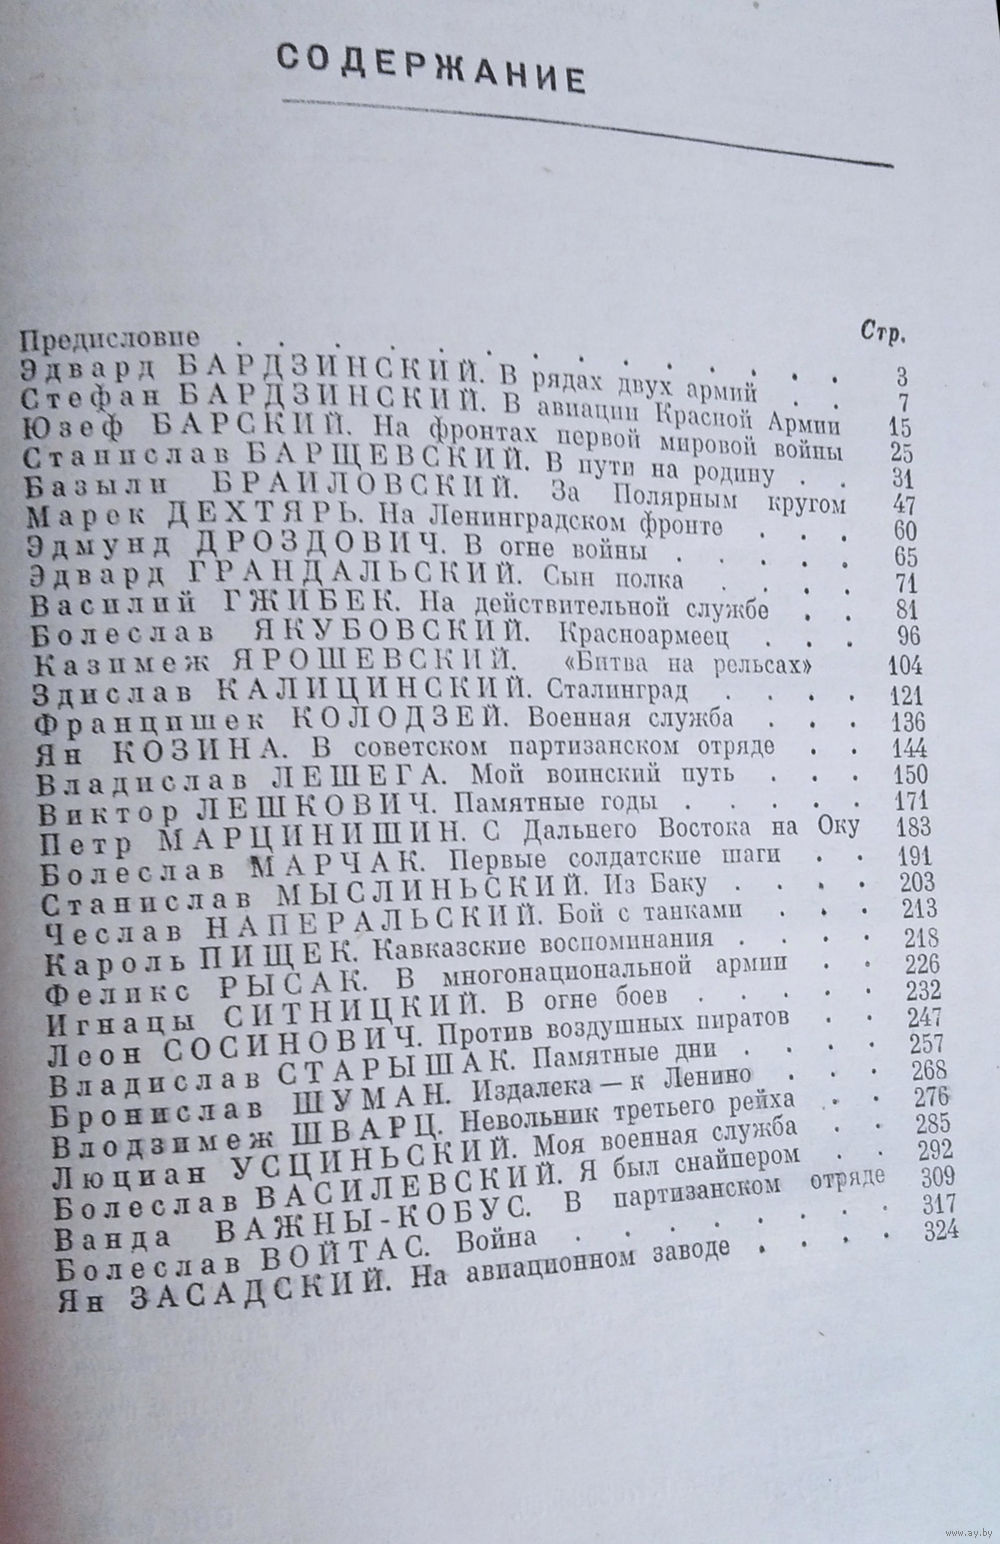 СОДЕРЖАНИЕ
Стр.
Предисловие . . . . . . . . . . . . . 3
Эдвард БАРДЗИНСКИЙ. В рядах двух армий . . 7
Стефан БАРДЗИНСКИЙ. В авиации Красной Армии 15
Юзеф БАРСКИЙ. На фронтах первой мировой войны 25
Станислав БАРЩЕВСКИЙ. В пути на родину . . 31
Базыли БРАИЛОВСКИЙ. За Полярным кругом 47
Марек ДЕХТЯРЬ. На Ленинградском фронте . . . 60
Эдмунд ДРОЗДОВИЧ. В огне войны . . . . 65
Эдвард ГРАНДАЛЬСКИЙ. Сын полка . . . . 71
Василий ГЖИБЕК. На действительной службе . . 81
Болеслав ЯКУБОВСКИЙ. Красноармеец . . . 96
Казимеж ЯРОШЕВСКИЙ. «Битва на рельсах» 104
Здислав КАЛИЦИНСКИЙ. Сталинград . . . . 121
Францишек КОЛОДЗЕЙ. Военная служба . . . 136
Ян КОЗИНА. В советском партизанском отряде . . 144
Владислав ЛЕШЕГА. Мой воинский путь . . . 150
Виктор ЛЕШКОВИЧ. Памятные годы . . . . . 171
Петр МАРЦИНИШИН. С Дальнего Востока на Оку 183
Болеслав МАРЧАК. Первые солдатские шаги . . 191
Станислав МЫСЛИНЬСКИЙ. Из Баку . . . . 203
Чеслав НАПЕРАЛЬСКИЙ. Бой с танками . . . 213
Кароль ПИЩЕК. Кавказские воспоминания . . . . 218
Феликс РЫСАК. В многонациональной армии . . 226
Игнацы СИТНИЦКИЙ. В огне боев . . . . . 232
Леон СОСИНОВИЧ. Против воздушных пиратов . . 247
Владислав СТАРЫШАК. Памятные дни . . . . 257
Бронислав ШУМАН. Издалека — к Ленино . . . 268
Влодзимеж ШВАРЦ. Невольник третьего рейха . . 276
Люциан УСЦИНЬСКИЙ. Моя военная служба . . 285
Болеслав ВАСИЛЕВСКИЙ. Я был снайпером . . 292
Ванда ВАЖНЫ-КОБУС. В партизанском отряде 309
Болеслав ВОЙТАС. Война . . . . . . . 317
Ян ЗАСАДСКИЙ. На авиационном заводе . . . . 324
www.ay.by